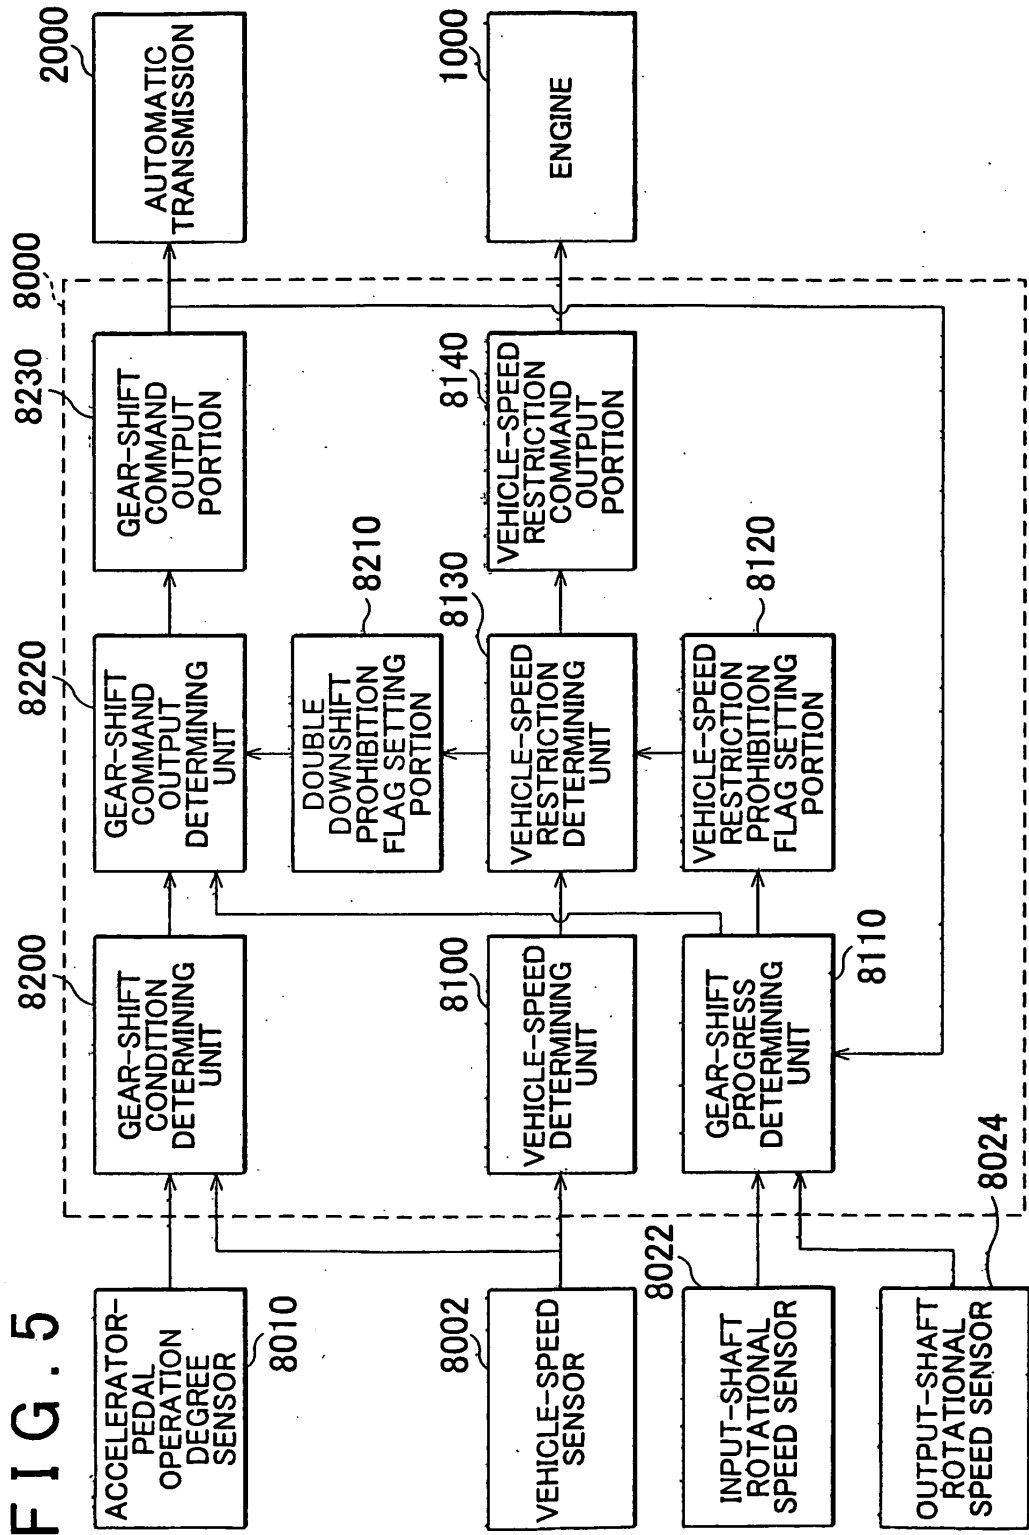 FIG. 5
ACCELERATOR-
PEDAL
OPERATION
DEGREE
SENSOR
8010
VEHICLE-SPEED
SENSOR
8002
INPUT-SHAFT
ROTATIONAL
SPEED SENSOR
8022
OUTPUT-SHAFT
ROTATIONAL
SPEED SENSOR
8024
8000
GEAR-SHIFT
CONDITION
DETERMINING
UNIT
8200
VEHICLE-SPEED
DETERMINING
UNIT
8100
GEAR-SHIFT
PROGRESS
DETERMINING
UNIT
8110
GEAR-SHIFT
COMMAND
OUTPUT
DETERMINING
UNIT
8220
DOUBLE
DOWNSHIFT
PROHIBITION
FLAG SETTING
PORTION
8210
VEHICLE-SPEED
RESTRICTION
DETERMINING
UNIT
8130
VEHICLE-SPEED
RESTRICTION
PROHIBITION
FLAG SETTING
PORTION
8120
GEAR-SHIFT
COMMAND
OUTPUT
PORTION
8230
VEHICLE-SPEED
RESTRICTION
COMMAND
OUTPUT
PORTION
8140
AUTOMATIC
TRANSMISSION
2000
ENGINE
1000